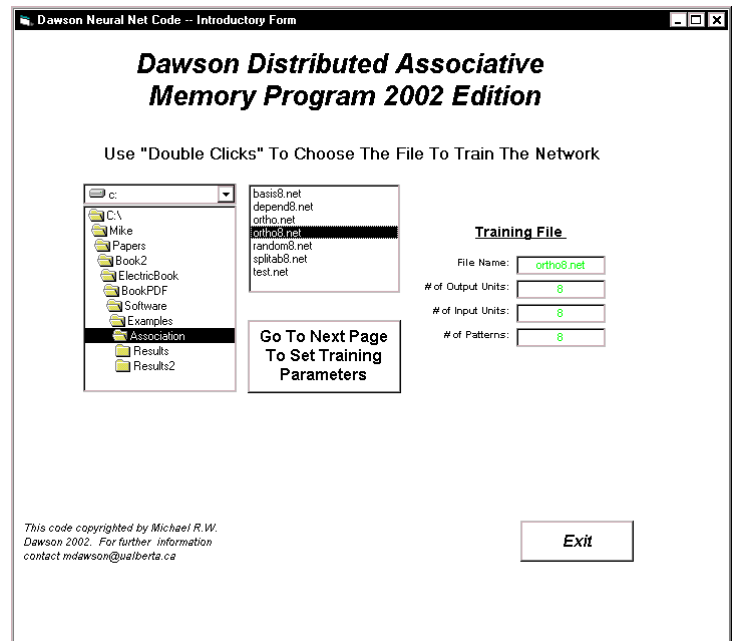 Dawson Neural Net Code -- Introductory Form
Dawson Distributed Associative
Memory Program 2002 Edition
Use "Double Clicks" To Choose The File To Train The Network
c:
C:\
Mike
Papers
Book2
ElectricBook
BookPDF
Software
Examples
Association
Results
Results2
basis8.net
depend8.net
ortho.net
ortho8.net
random8.net
splitab8.net
test.net
Go To Next Page
To Set Training
Parameters
Training File
File Name: ortho8.net
# of Output Units: 8
# of Input Units: 8
# of Patterns: 8
This code copyrighted by Michael R.W.
Dawson 2002. For further information
contact mdawson@ualberta.ca
Exit